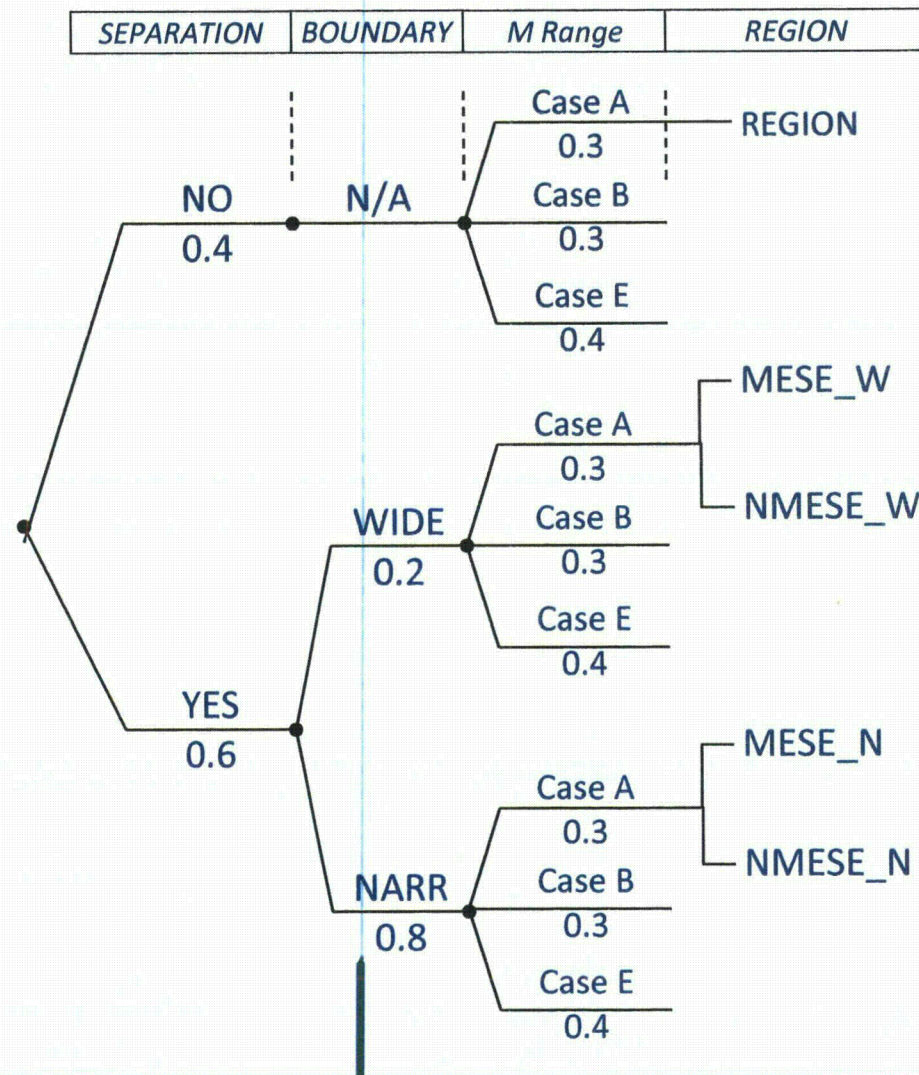 SEPARATION BOUNDARY M Range REGION
Case A
0.3
REGION
NO
0.4
N/A
Case B
0.3
Case E
0.4
MESE_W
Case A
0.3
NMESE_W
WIDE
0.2
Case B
0.3
Case E
0.4
YES
0.6
MESE_N
Case A
0.3
NMESE_N
NARR
0.8
Case B
0.3
Case E
0.4